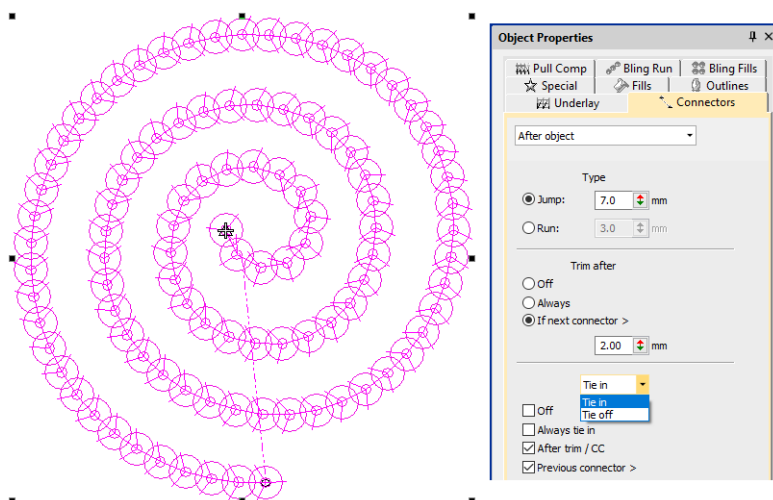 Object Properties
Pull Comp
Bling Run
Bling Fills
Special
Fills
Outlines
Underlay
Connectors
After object
Type
Jump: 7.0 mm
Run: 3.0 mm
Trim after
Off
Always
If next connector >
2.00 mm
Tie in
Tie in
Tie off
Off
Always tie in
After trim / CC
Previous connector >